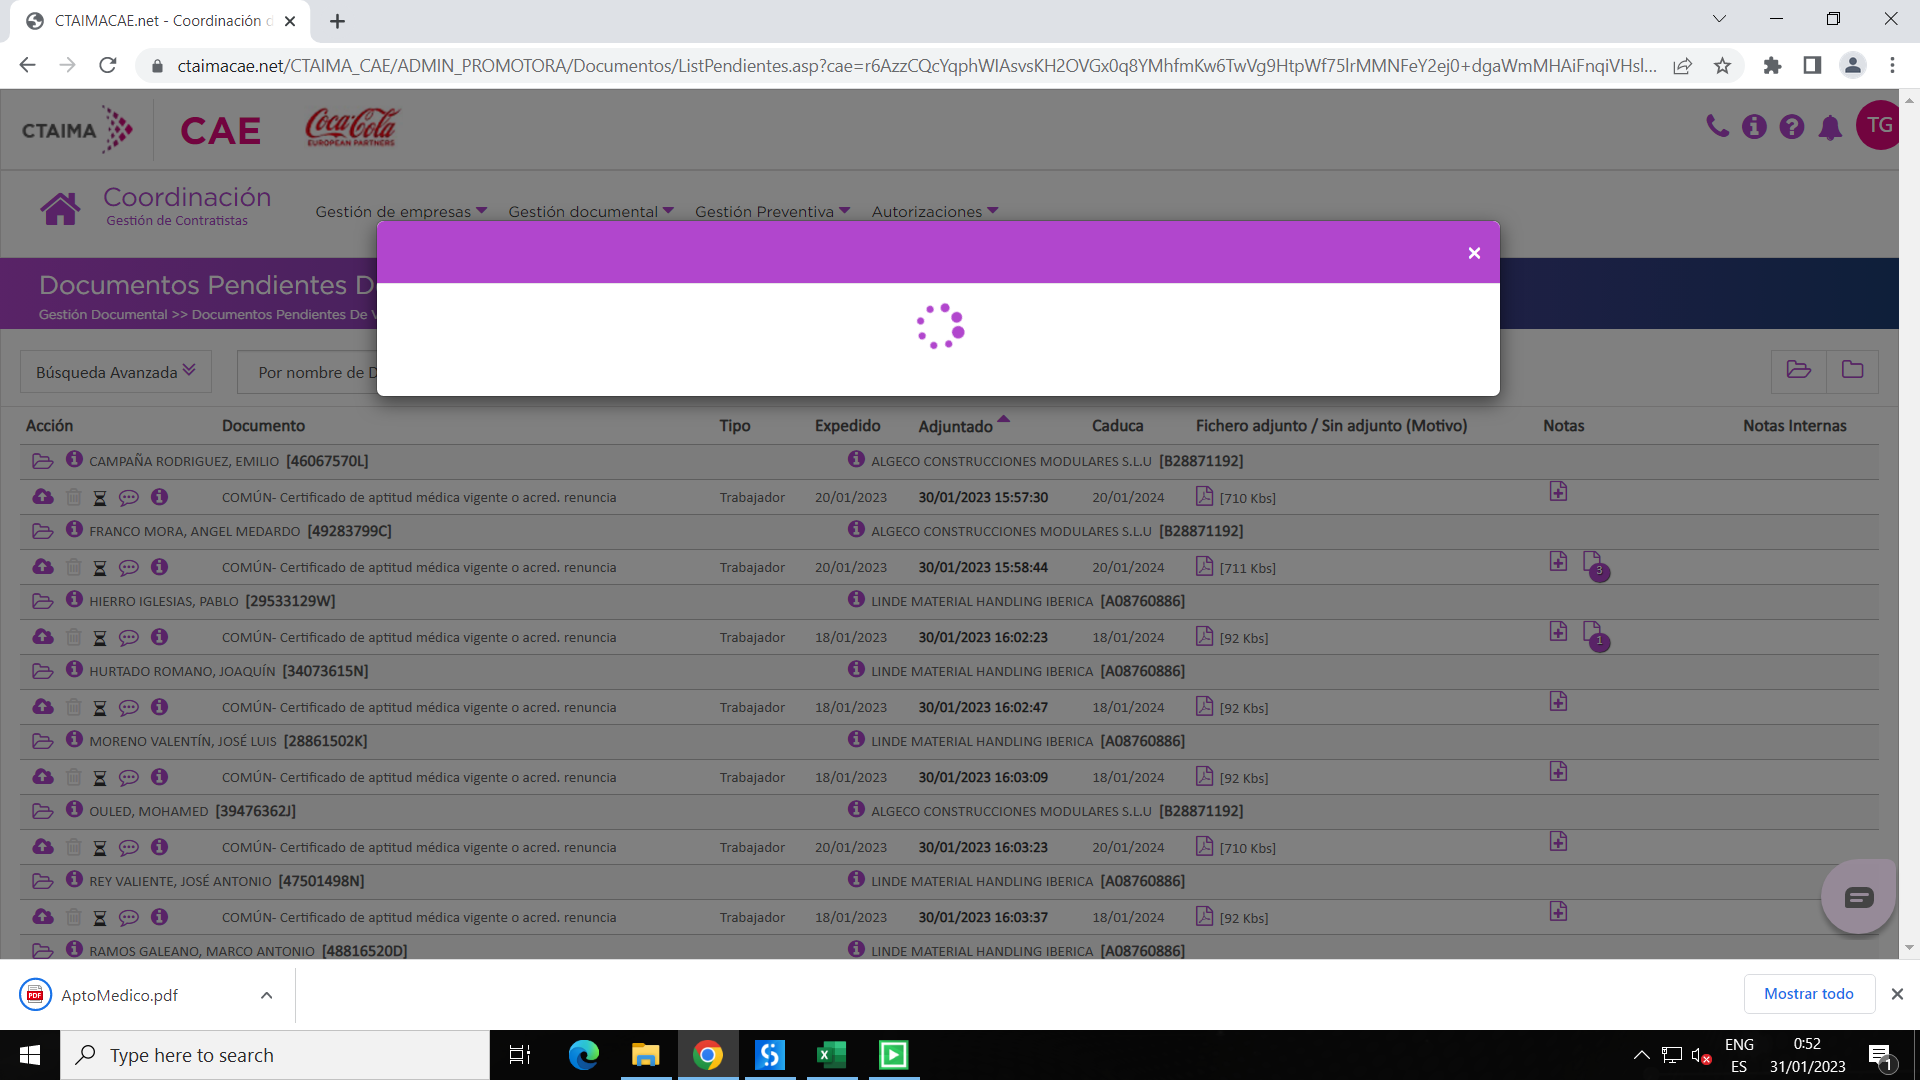 CTAIMACAE.net - Coordinación d
ctaimacae.net/CTAIMA_CAE/ADMIN_PROMOTORA/Documentos/ListPendientes.asp?cae=r6AzzCQcYqphWIAsvsKH2OVGx0q8YMhfmKw6TwVg9HtpWf75lrMMNFeY2ej0+dgaWmMHAiFnqiVHsl...
CTAIMA CAE Coca-Cola EUROPEAN PARTNERS TG
Coordinación
Gestión de Contratistas
Gestión de empresas Gestión documental Gestión Preventiva Autorizaciones
Documentos Pendientes D
Gestión Documental >> Documentos Pendientes De V
Búsqueda Avanzada Por nombre de D
Acción Documento Tipo Expedido Adjuntado Caduca Fichero adjunto / Sin adjunto (Motivo) Notas Notas Internas
CAMPAÑA RODRIGUEZ, EMILIO [46067570L] ALGECO CONSTRUCCIONES MODULARES S.L.U [B28871192]
COMÚN- Certificado de aptitud médica vigente o acred. renuncia Trabajador 20/01/2023 30/01/2023 15:57:30 20/01/2024 [710 Kbs]
FRANCO MORA, ANGEL MEDARDO [49283799C] ALGECO CONSTRUCCIONES MODULARES S.L.U [B28871192]
COMÚN- Certificado de aptitud médica vigente o acred. renuncia Trabajador 20/01/2023 30/01/2023 15:58:44 20/01/2024 [711 Kbs] 3
HIERRO IGLESIAS, PABLO [29533129W] LINDE MATERIAL HANDLING IBERICA [A08760886]
COMÚN- Certificado de aptitud médica vigente o acred. renuncia Trabajador 18/01/2023 30/01/2023 16:02:23 18/01/2024 [92 Kbs] 1
HURTADO ROMANO, JOAQUÍN [34073615N] LINDE MATERIAL HANDLING IBERICA [A08760886]
COMÚN- Certificado de aptitud médica vigente o acred. renuncia Trabajador 18/01/2023 30/01/2023 16:02:47 18/01/2024 [92 Kbs]
MORENO VALENTÍN, JOSÉ LUIS [28861502K] LINDE MATERIAL HANDLING IBERICA [A08760886]
COMÚN- Certificado de aptitud médica vigente o acred. renuncia Trabajador 18/01/2023 30/01/2023 16:03:09 18/01/2024 [92 Kbs]
OULED, MOHAMED [39476362J] ALGECO CONSTRUCCIONES MODULARES S.L.U [B28871192]
COMÚN- Certificado de aptitud médica vigente o acred. renuncia Trabajador 20/01/2023 30/01/2023 16:03:23 20/01/2024 [710 Kbs]
REY VALIENTE, JOSÉ ANTONIO [47501498N] LINDE MATERIAL HANDLING IBERICA [A08760886]
COMÚN- Certificado de aptitud médica vigente o acred. renuncia Trabajador 18/01/2023 30/01/2023 16:03:37 18/01/2024 [92 Kbs]
RAMOS GALEANO, MARCO ANTONIO [48816520D] LINDE MATERIAL HANDLING IBERICA [A08760886]
PDF AptoMedico.pdf Mostrar todo
Type here to search
ENG 0:52
ES 31/01/2023 1